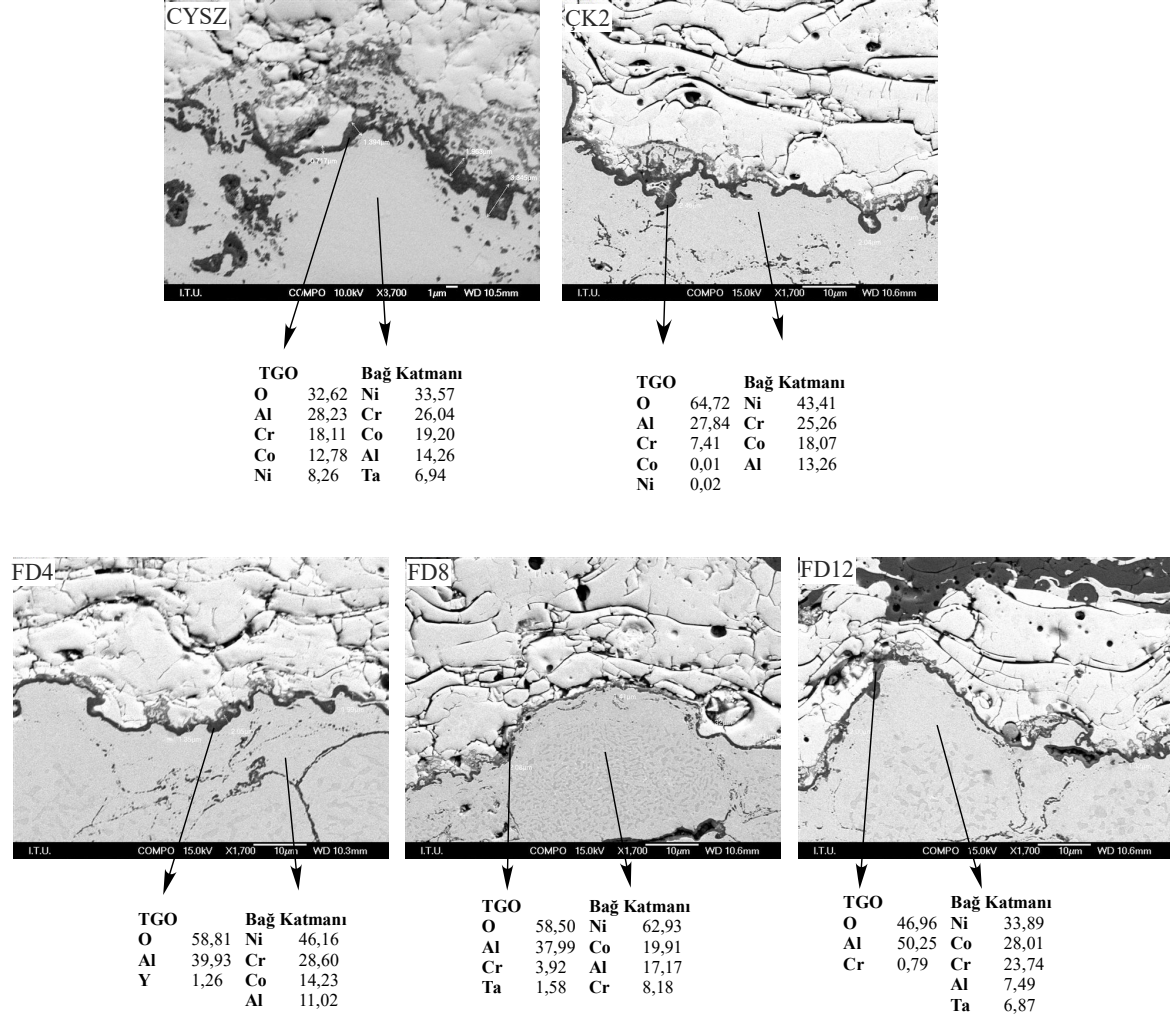 CYSZ
ÇK2
1.394µm
I.T.U. COMPO 10.0kV X3,700 1µm WD 10.5mm
I.T.U. COMPO 15.0kV X1,700 10µm WD 10.6mm
TGO Bağ Katmanı
O 32,62 Ni 33,57
Al 28,23 Cr 26,04
Cr 18,11 Co 19,20
Co 12,78 Al 14,26
Ni 8,26 Ta 6,94
TGO Bağ Katmanı
O 64,72 Ni 43,41
Al 27,84 Cr 25,26
Cr 7,41 Co 18,07
Co 0,01 Al 13,26
Ni 0,02
FD4
FD8
FD12
I.T.U. COMPO 15.0kV X1,700 10µm WD 10.3mm
I.T.U. COMPO 15.0kV X1,700 10µm WD 10.6mm
I.T.U. COMPO 15.0kV X1,700 10µm WD 10.6mm
TGO Bağ Katmanı
O 58,81 Ni 46,16
Al 39,93 Cr 28,60
Y 1,26 Co 14,23
Al 11,02
TGO Bağ Katmanı
O 58,50 Ni 62,93
Al 37,99 Co 19,91
Cr 3,92 Al 17,17
Ta 1,58 Cr 8,18
TGO Bağ Katmanı
O 46,96 Ni 33,89
Al 50,25 Co 28,01
Cr 0,79 Cr 23,74
Al 7,49
Ta 6,87